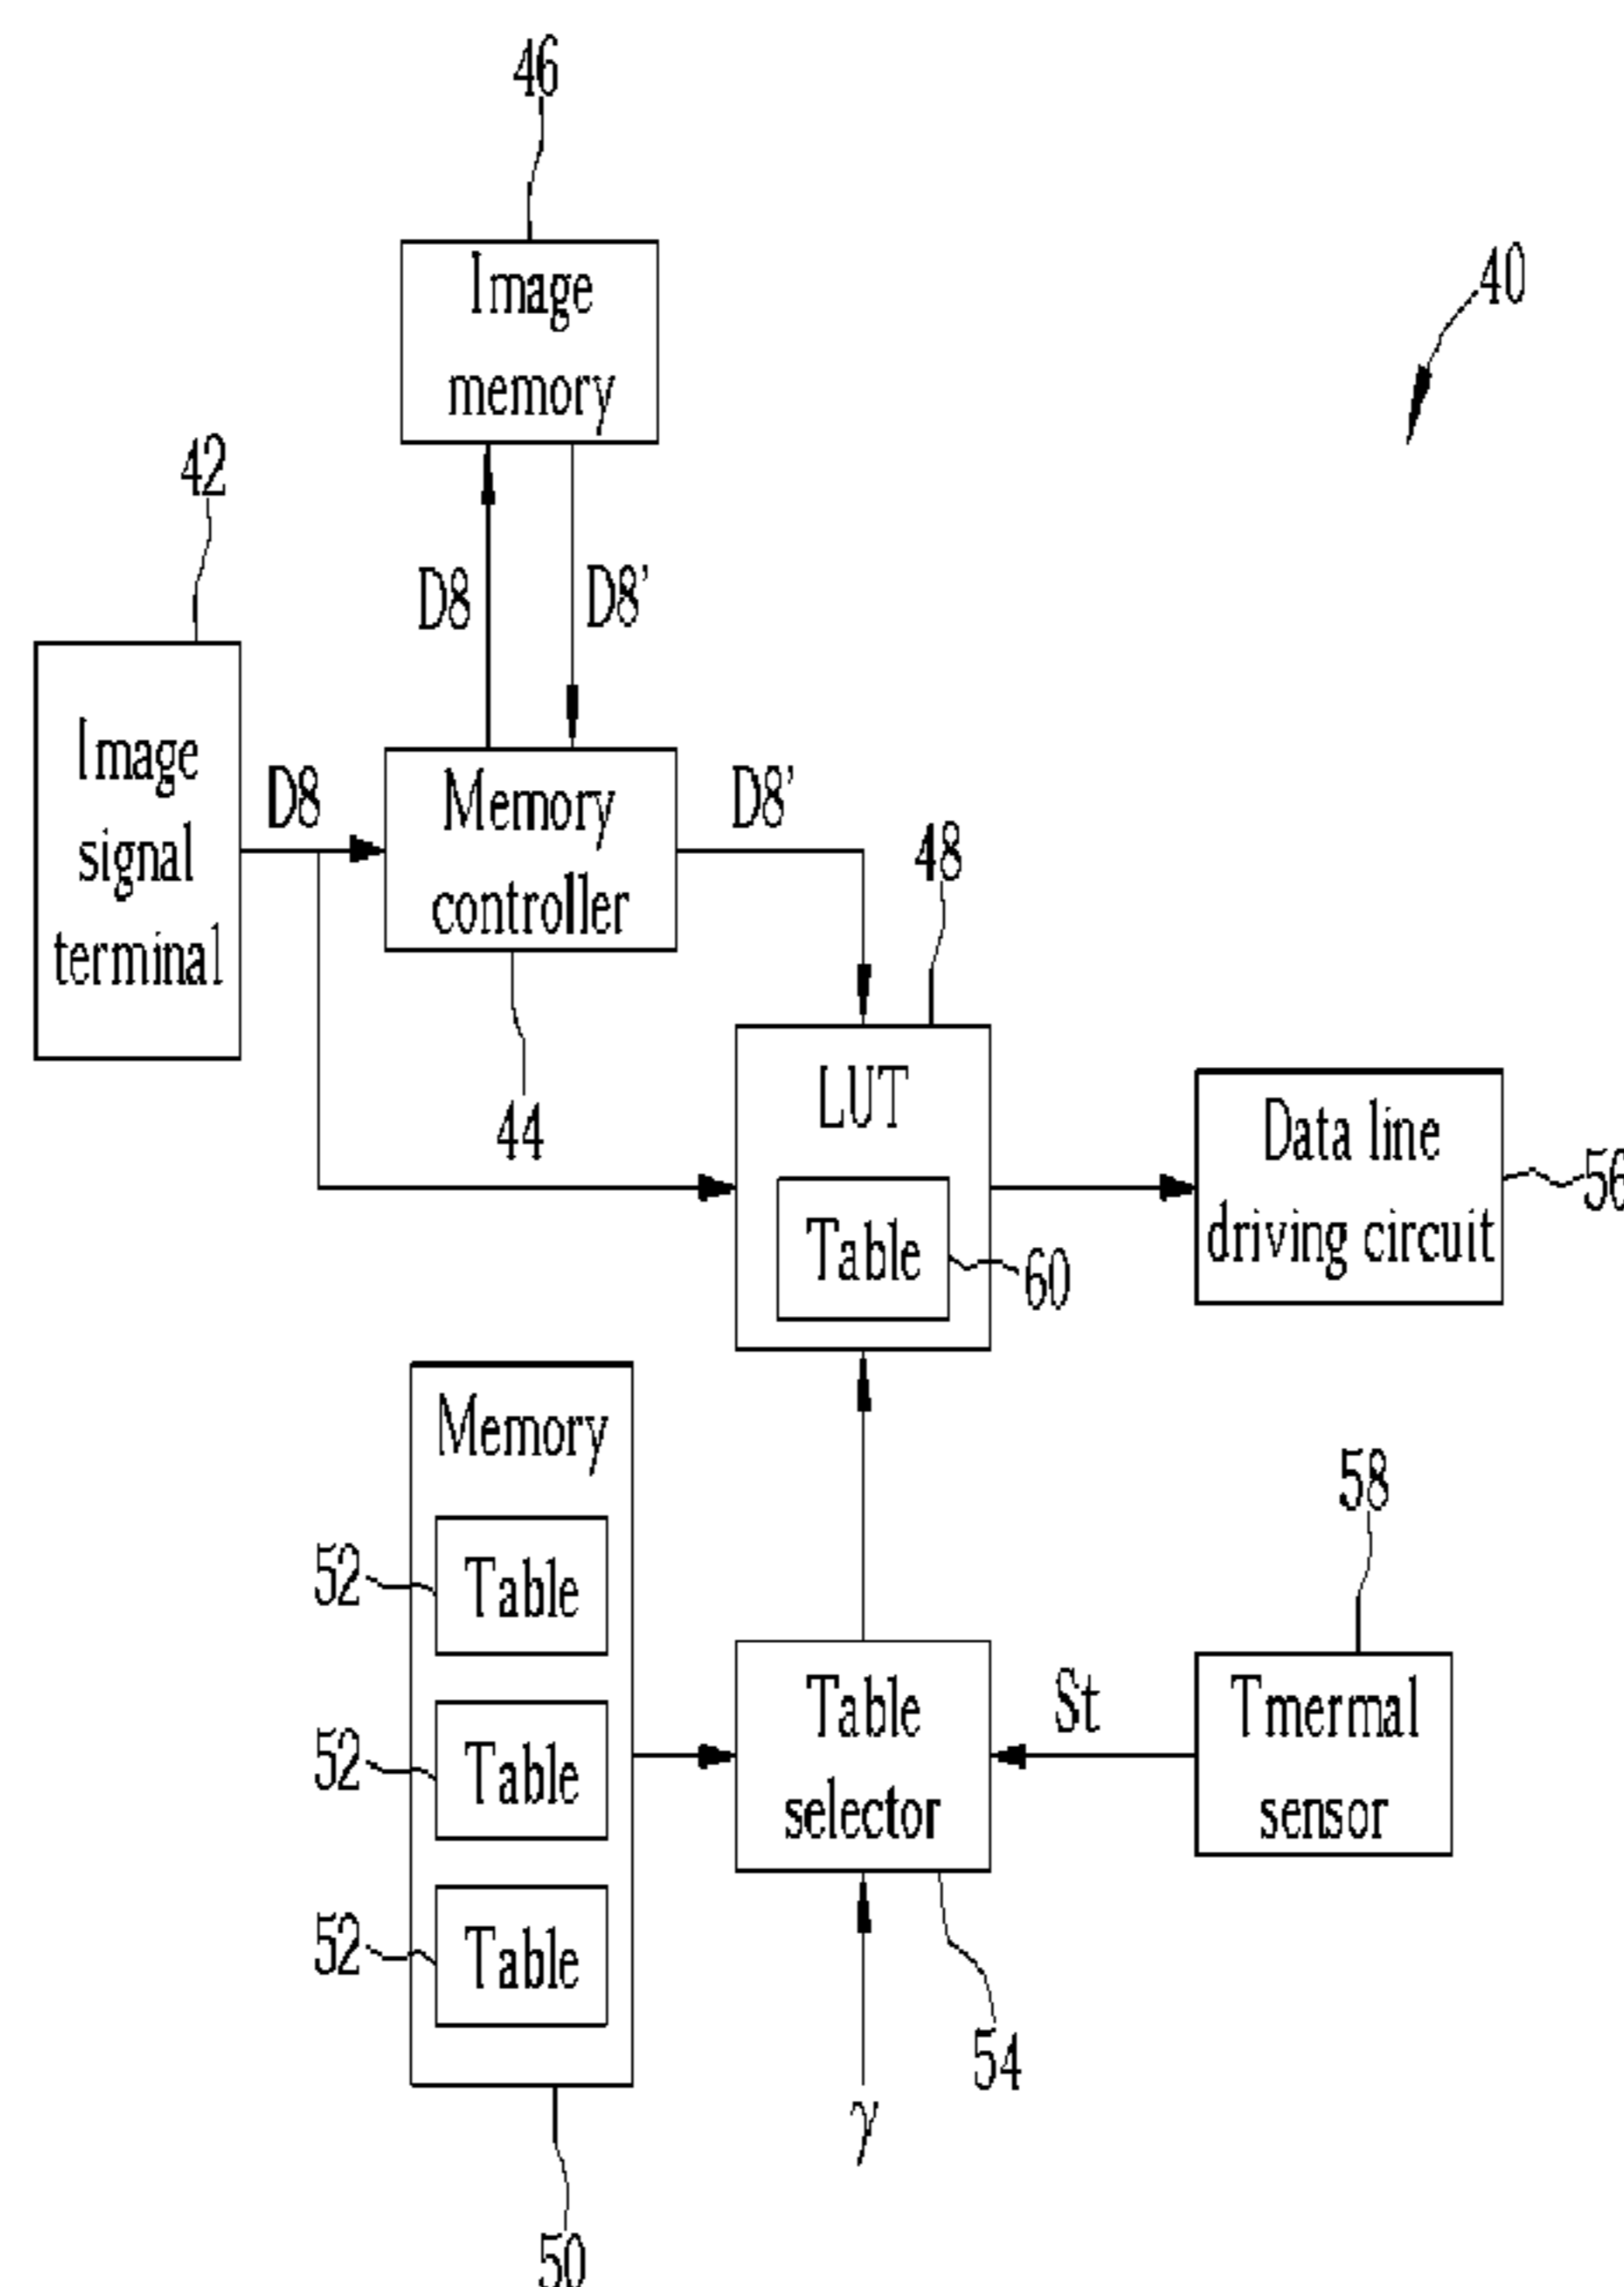 46
Image
memory
40
42
D8
D8'
Image
signal
terminal
D8
Memory
controller
D8'
48
44
LUT
Table
60
Data line
driving circuit
56
Memory
52
Table
52
Table
52
Table
58
Table
selector
St
Tmermal
sensor
54
γ
50